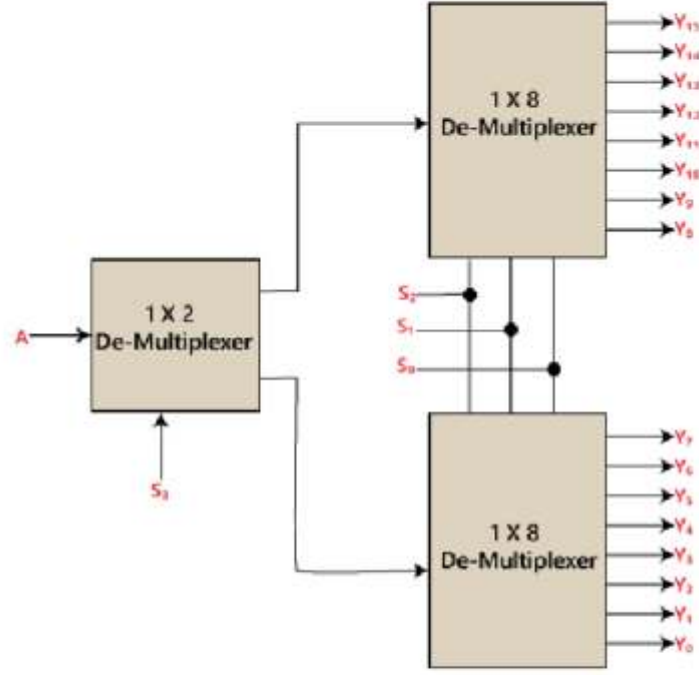 Y₁₅
Y₁₄
Y₁₃
Y₁₂
Y₁₁
Y₁₀
Y₉
Y₈
1 X 8
De-Multiplexer
1 X 2
De-Multiplexer
A
S₃
S₂
S₁
S₀
1 X 8
De-Multiplexer
Y₇
Y₆
Y₅
Y₄
Y₃
Y₂
Y₁
Y₀